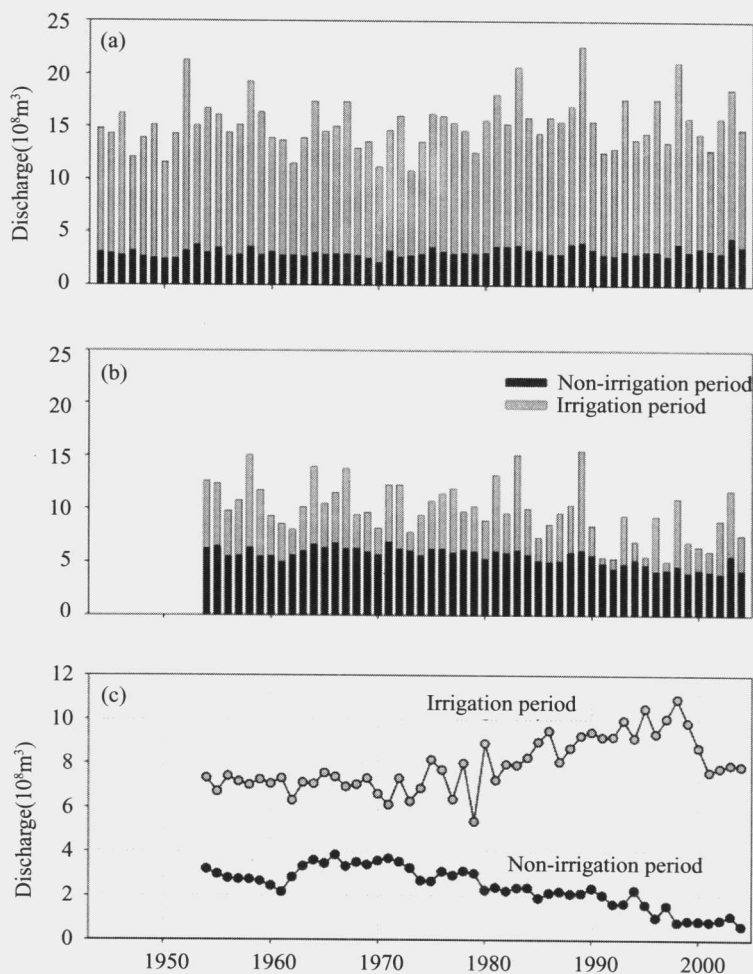 25
(a)
20
15
10
5
0
Discharge(10⁸m³)
25
(b)
20
15
10
5
0
Non-irrigation period
Irrigation period
12
(c)
10
8
6
4
2
0
Discharge(10⁸m³)
Irrigation period
Non-irrigation period
1950 1960 1970 1980 1990 2000